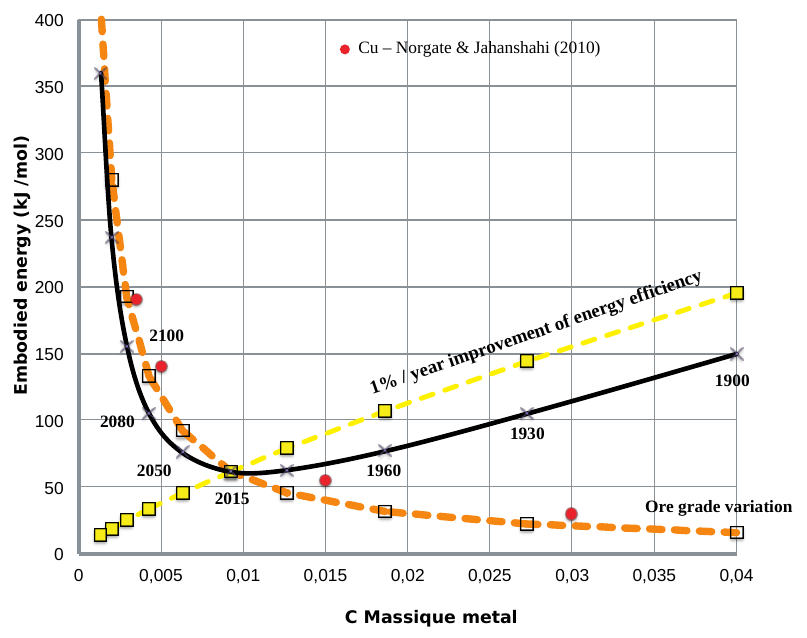 400
Cu – Norgate & Jahanshahi (2010)
350
300
250
200
150
100
50
0
Embodied energy (kJ /mol)
1% / year improvement of energy efficiency
2100
2080
2050
2015
1960
1930
1900
Ore grade variation
0 0,005 0,01 0,015 0,02 0,025 0,03 0,035 0,04
C Massique metal